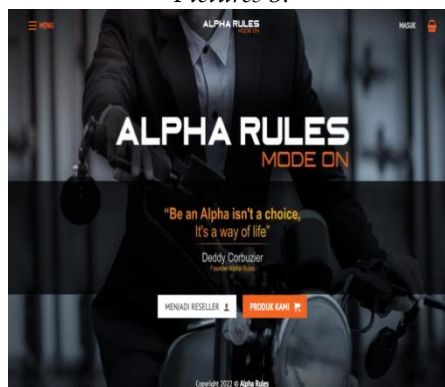 Pictures 3.
MENU
ALPHA RULES
MODE ON
MASUK
ALPHA RULES
MODE ON
“Be an Alpha isn't a choice,
It's a way of life”
Deddy Corbuzier
Founder Alpha Rules
MENJADI RESELLER
PRODUK KAMI
Copyright 2022 © Alpha Rules